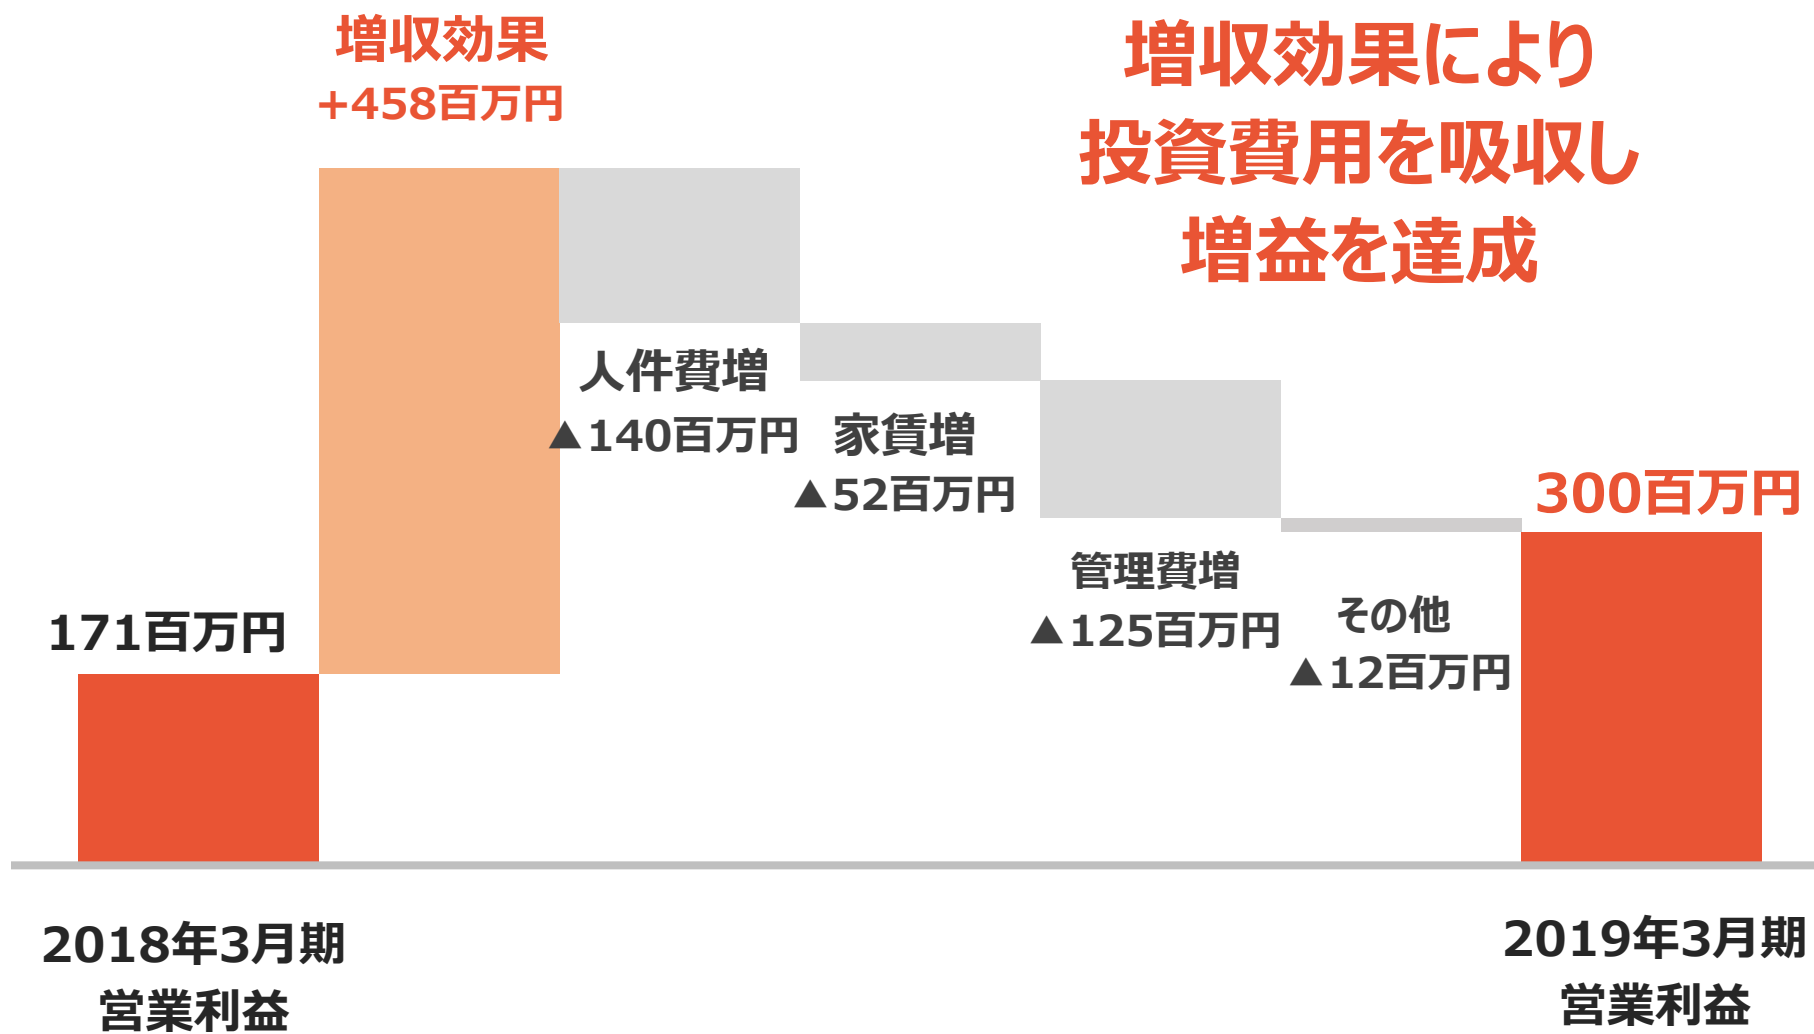 増収効果
+458百万円
増収効果により
投資費用を吸収し
増益を達成
人件費増
▲140百万円
家賃増
▲52百万円
管理費増
▲125百万円
その他
▲12百万円
300百万円
171百万円
2018年3月期
営業利益
2019年3月期
営業利益